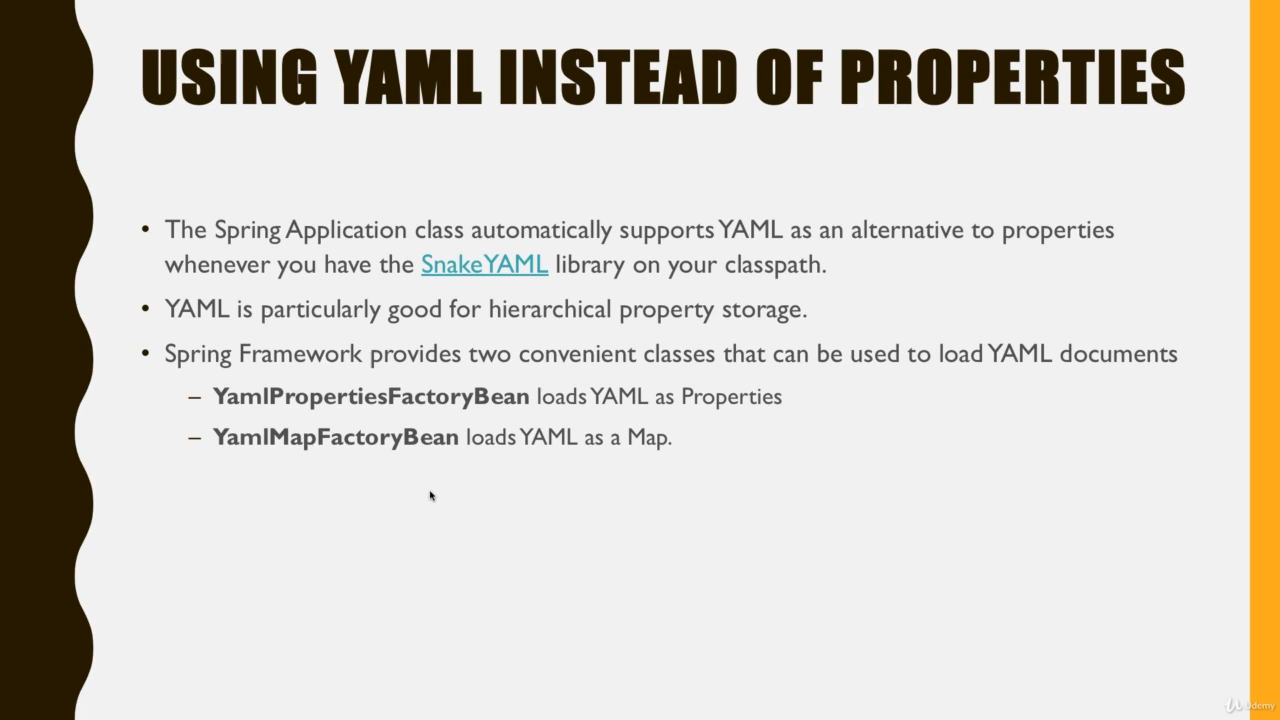 USING YAML INSTEAD OF PROPERTIES
• The Spring Application class automatically supports YAML as an alternative to properties
whenever you have the SnakeYAML library on your classpath.
• YAML is particularly good for hierarchical property storage.
• Spring Framework provides two convenient classes that can be used to load YAML documents
– YamlPropertiesFactoryBean loads YAML as Properties
– YamlMapFactoryBean loads YAML as a Map.
Udemy